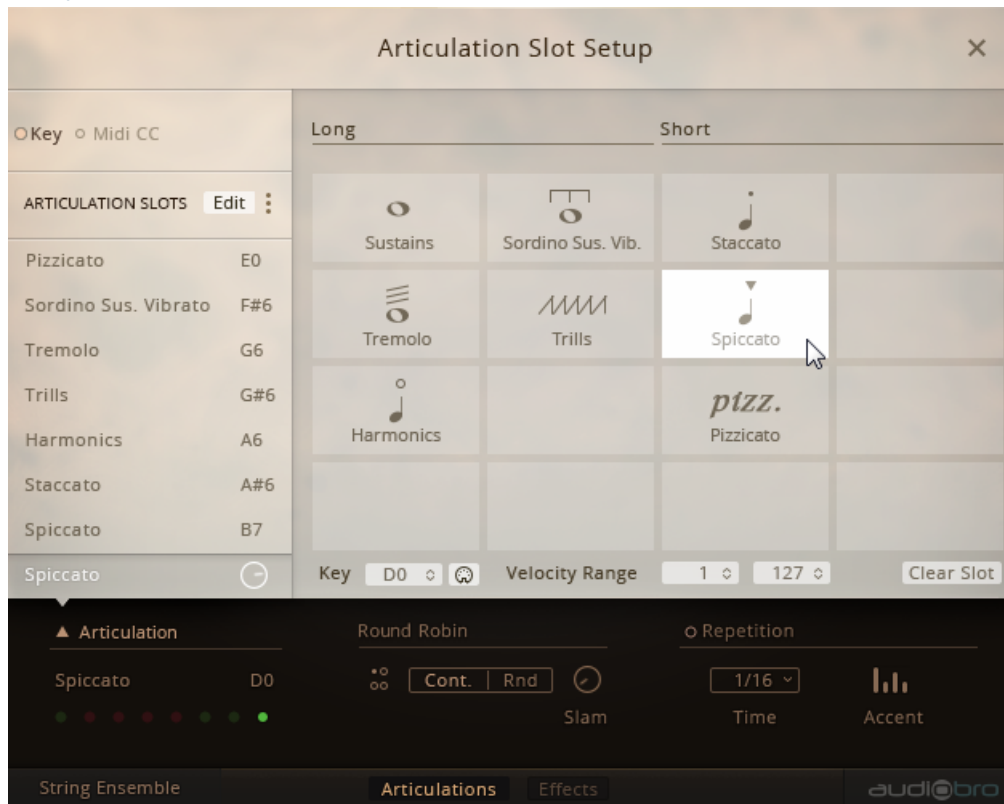 Articulation Slot Setup
Key Midi CC
Long Short
ARTICULATION SLOTS Edit
Sustains Sordino Sus. Vib. Staccato
Pizzicato E0
Sordino Sus. Vibrato F#6
Tremolo Trills Spiccato
Tremolo G6
Trills G#6
pizz.
Harmonics Pizzicato
Harmonics A6
Staccato A#6
Spiccato B7
Spiccato
Key D0 Velocity Range 1 127 Clear Slot
Articulation Round Robin Repetition
Spiccato D0 Cont. Rnd 1/16
Slam Time Accent
String Ensemble Articulations Effects audiobro